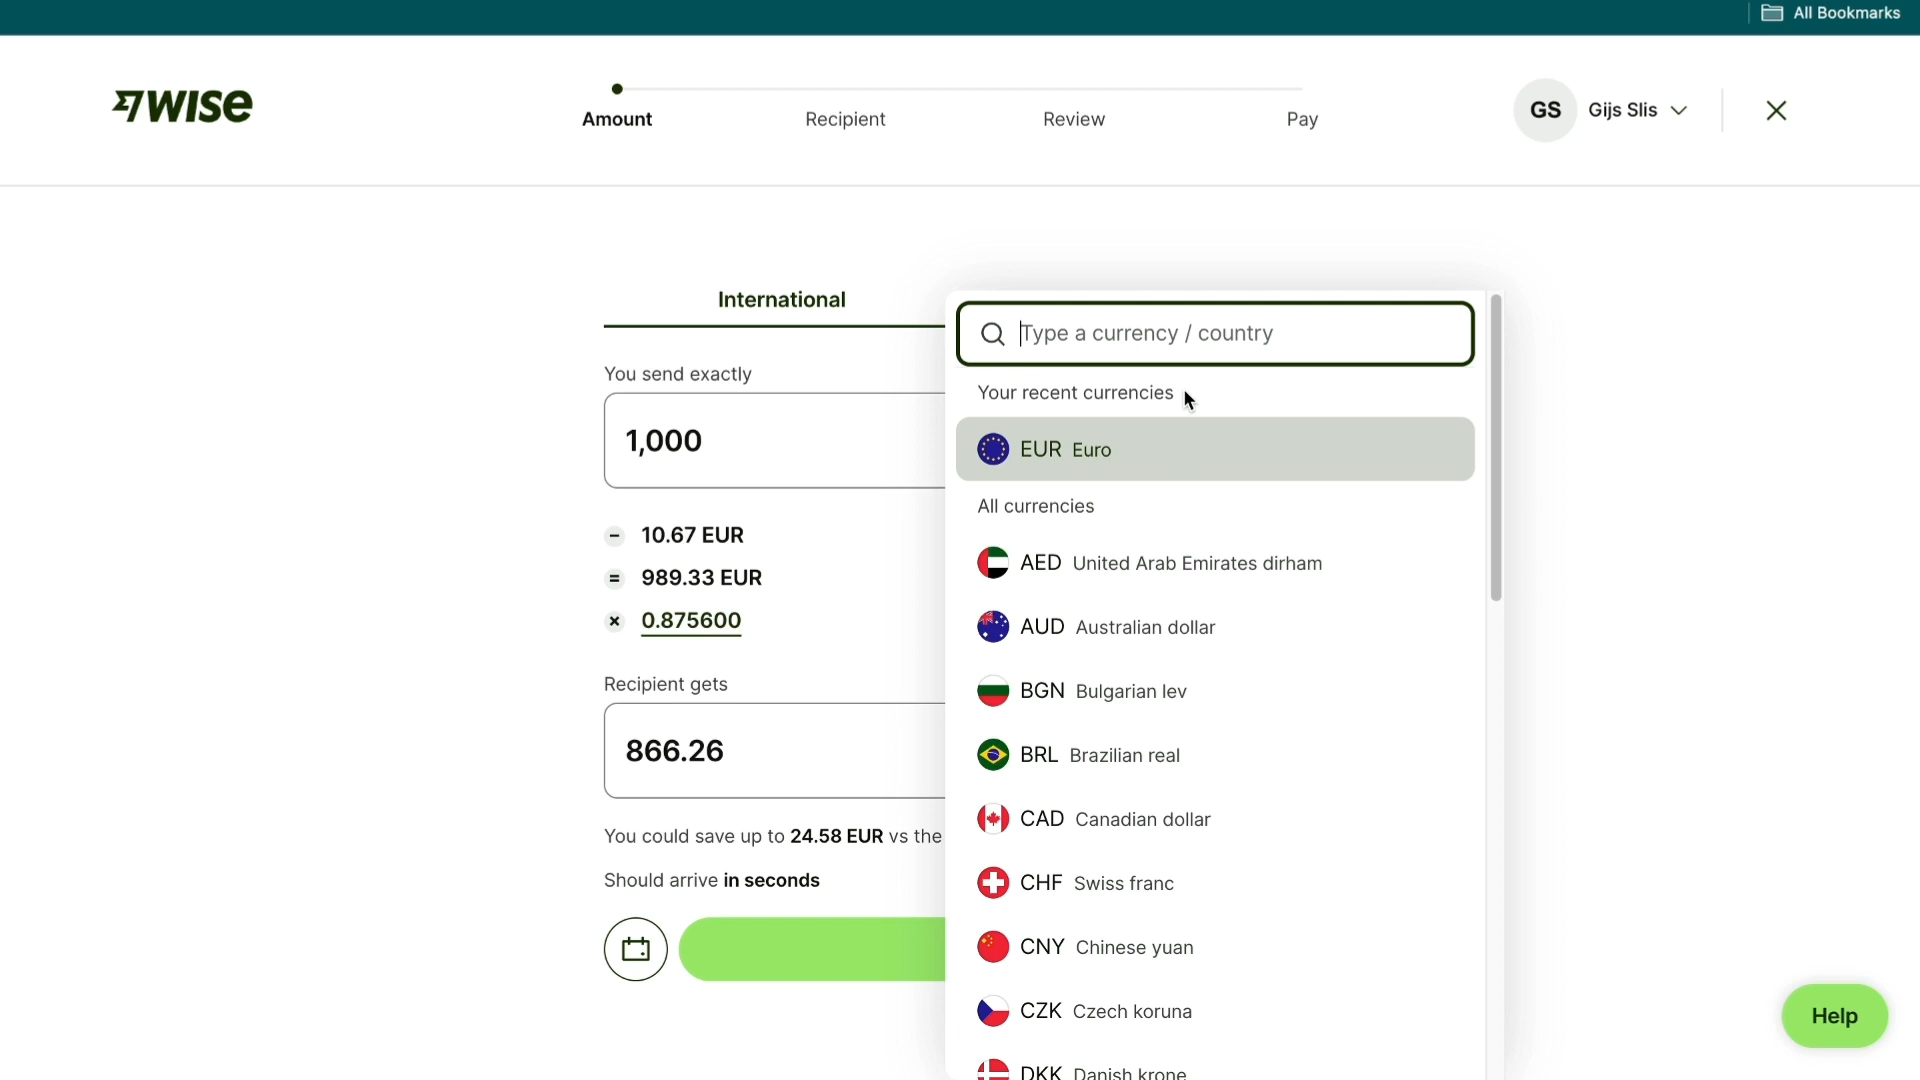 All Bookmarks
WISE
Amount
Recipient
Review
Pay
GS
Gijs Slis
International
You send exactly
1,000
− 10.67 EUR
= 989.33 EUR
× 0.875600
Recipient gets
866.26
You could save up to 24.58 EUR vs the
Should arrive in seconds
Type a currency / country
Your recent currencies
EUR Euro
All currencies
AED United Arab Emirates dirham
AUD Australian dollar
BGN Bulgarian lev
BRL Brazilian real
CAD Canadian dollar
CHF Swiss franc
CNY Chinese yuan
CZK Czech koruna
DKK Danish krone
Help